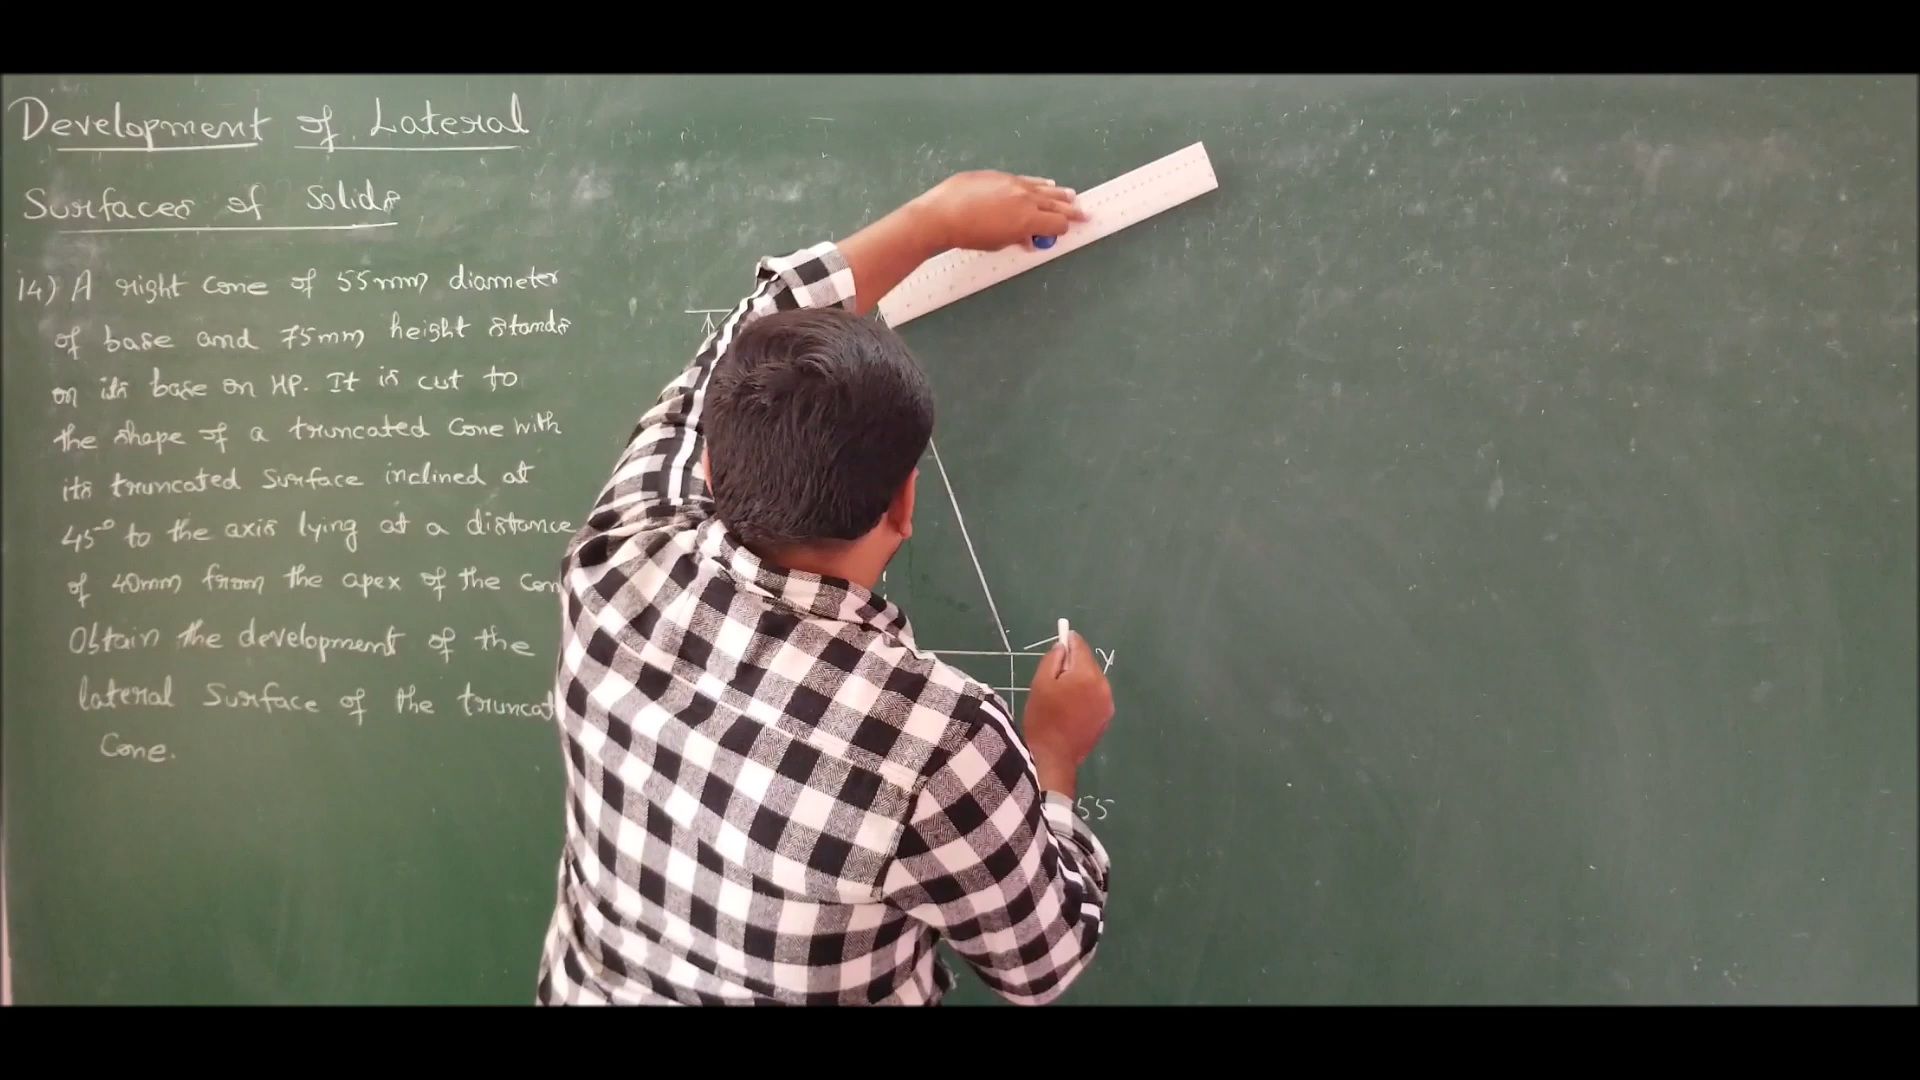 Development of Lateral
Surfaces of Solids
14) A right cone of 55mm diameter
of base and 75mm height stands
on its base on HP. It is cut to
the shape of a truncated cone with
its truncated surface inclined at
45° to the axis lying at a distance
of 40mm from the apex of the con
Obtain the development of the
lateral surface of the truncat
Cone.
Y
55